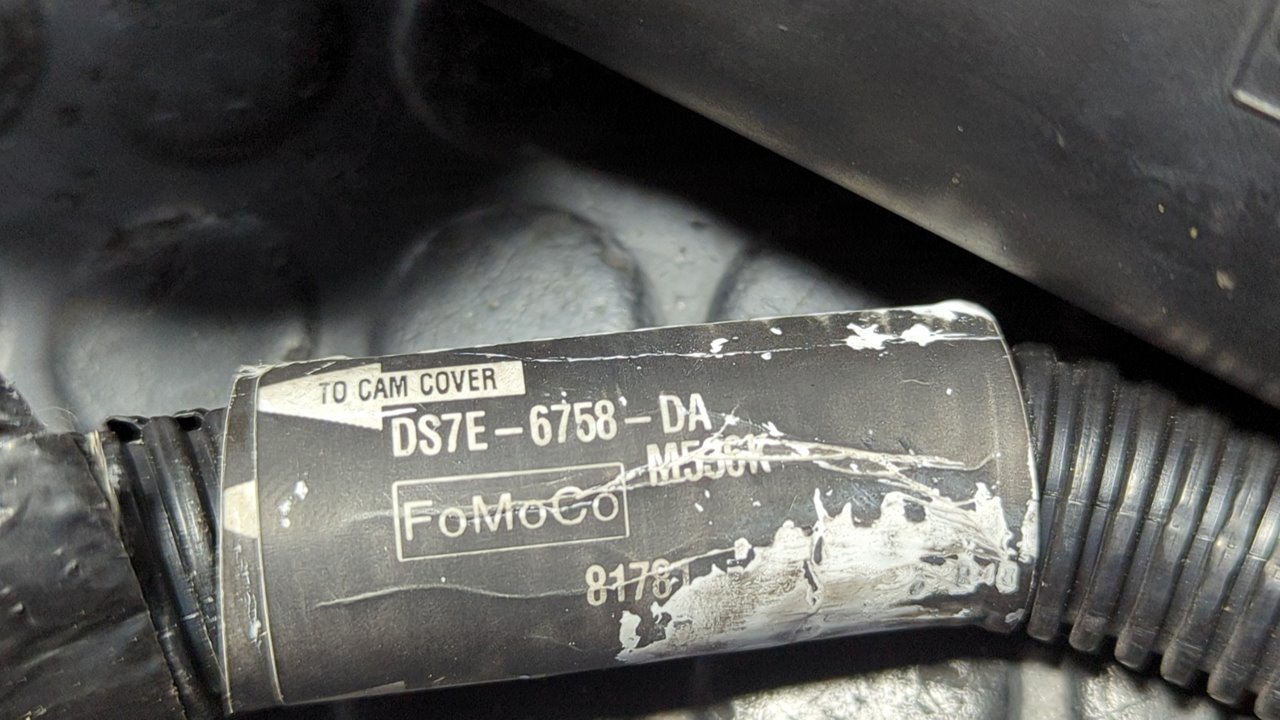 TO CAM COVER
DS7E-6758-DA
FoMoCo